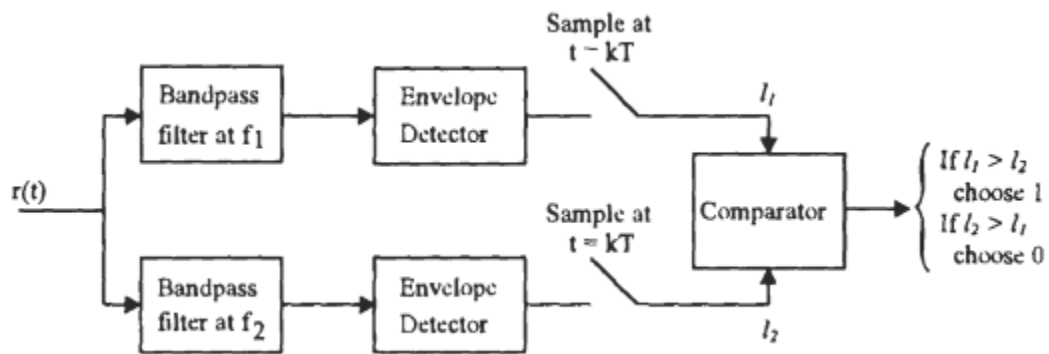 Sample at
t = kT
Bandpass
filter at f1
Envelope
Detector
l1
r(t)
Comparator
If l1 > l2
choose 1
If l2 > l1
choose 0
Sample at
t = kT
Bandpass
filter at f2
Envelope
Detector
l2